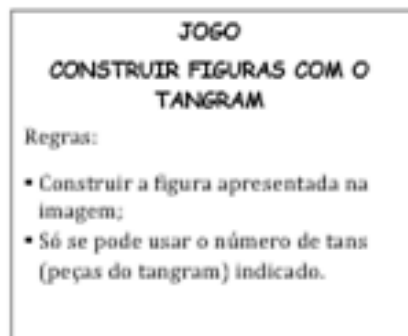 JOGO
CONSTRUIR FIGURAS COM O
TANGRAM
Regras:
▪ Construir a figura apresentada na
imagem;
▪ Só se pode usar o número de tans
(peças do tangram) indicado.